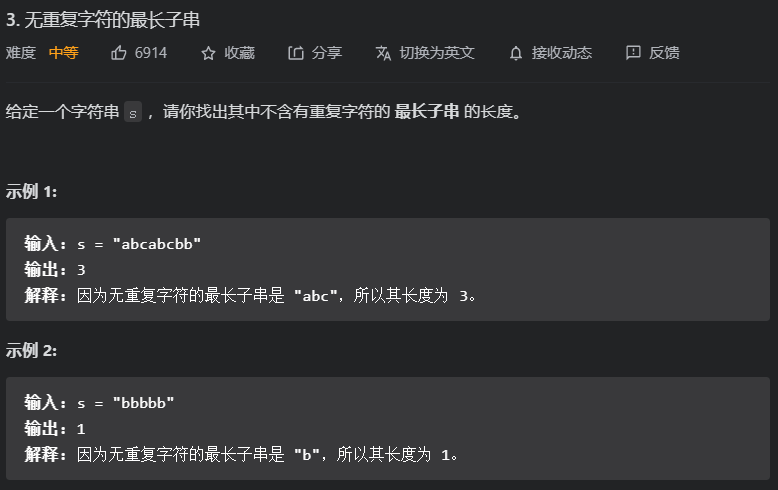 3. 无重复字符的最长子串
难度 中等 6914 收藏 分享 切换为英文 接收动态 反馈
给定一个字符串 s ，请你找出其中不含有重复字符的 最长子串 的长度。
示例 1:
输入: s = "abcabcbb"
输出: 3
解释: 因为无重复字符的最长子串是 "abc"，所以其长度为 3。
示例 2:
输入: s = "bbbbb"
输出: 1
解释: 因为无重复字符的最长子串是 "b"，所以其长度为 1。